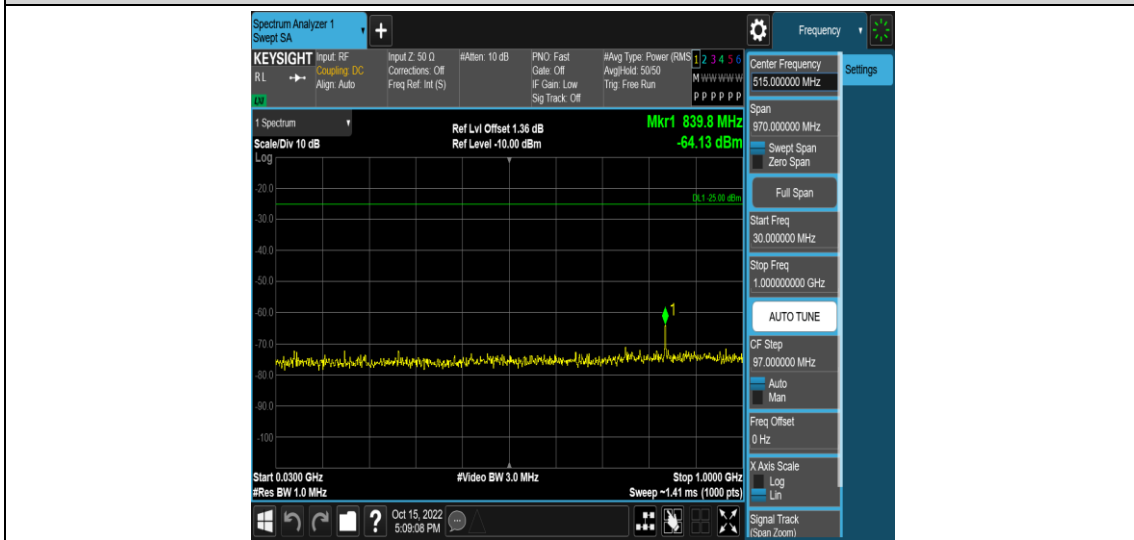 Spectrum Analyzer 1
Swept SA
+
Frequency
KEYSIGHT
RL
Input: RF
Coupling: DC
Align: Auto
Input Z: 50 Ω
Corrections: Off
Freq Ref: Int (S)
#Atten: 10 dB
PNO: Fast
Gate: Off
IF Gain: Low
Sig Track: Off
#Avg Type: Power (RMS
Avg|Hold: 50/50
Trig: Free Run
1 2 3 4 5 6
M W W W W W
P P P P P P
1 Spectrum
Scale/Div 10 dB
Log
Ref Lvl Offset 1.36 dB
Ref Level -10.00 dBm
Mkr1 839.8 MHz
-64.13 dBm
DL1 -25.00 dBm
-20.0
-30.0
-40.0
-50.0
-60.0
-70.0
-80.0
-90.0
-100
1
Start 0.0300 GHz
#Res BW 1.0 MHz
#Video BW 3.0 MHz
Stop 1.0000 GHz
Sweep ~1.41 ms (1000 pts)
Center Frequency
515.000000 MHz
Settings
Span
970.000000 MHz
Swept Span
Zero Span
Full Span
Start Freq
30.000000 MHz
Stop Freq
1.000000000 GHz
AUTO TUNE
CF Step
97.000000 MHz
Auto
Man
Freq Offset
0 Hz
X Axis Scale
Log
Lin
Signal Track
(Span Zoom)
?
Oct 15, 2022
5:09:08 PM